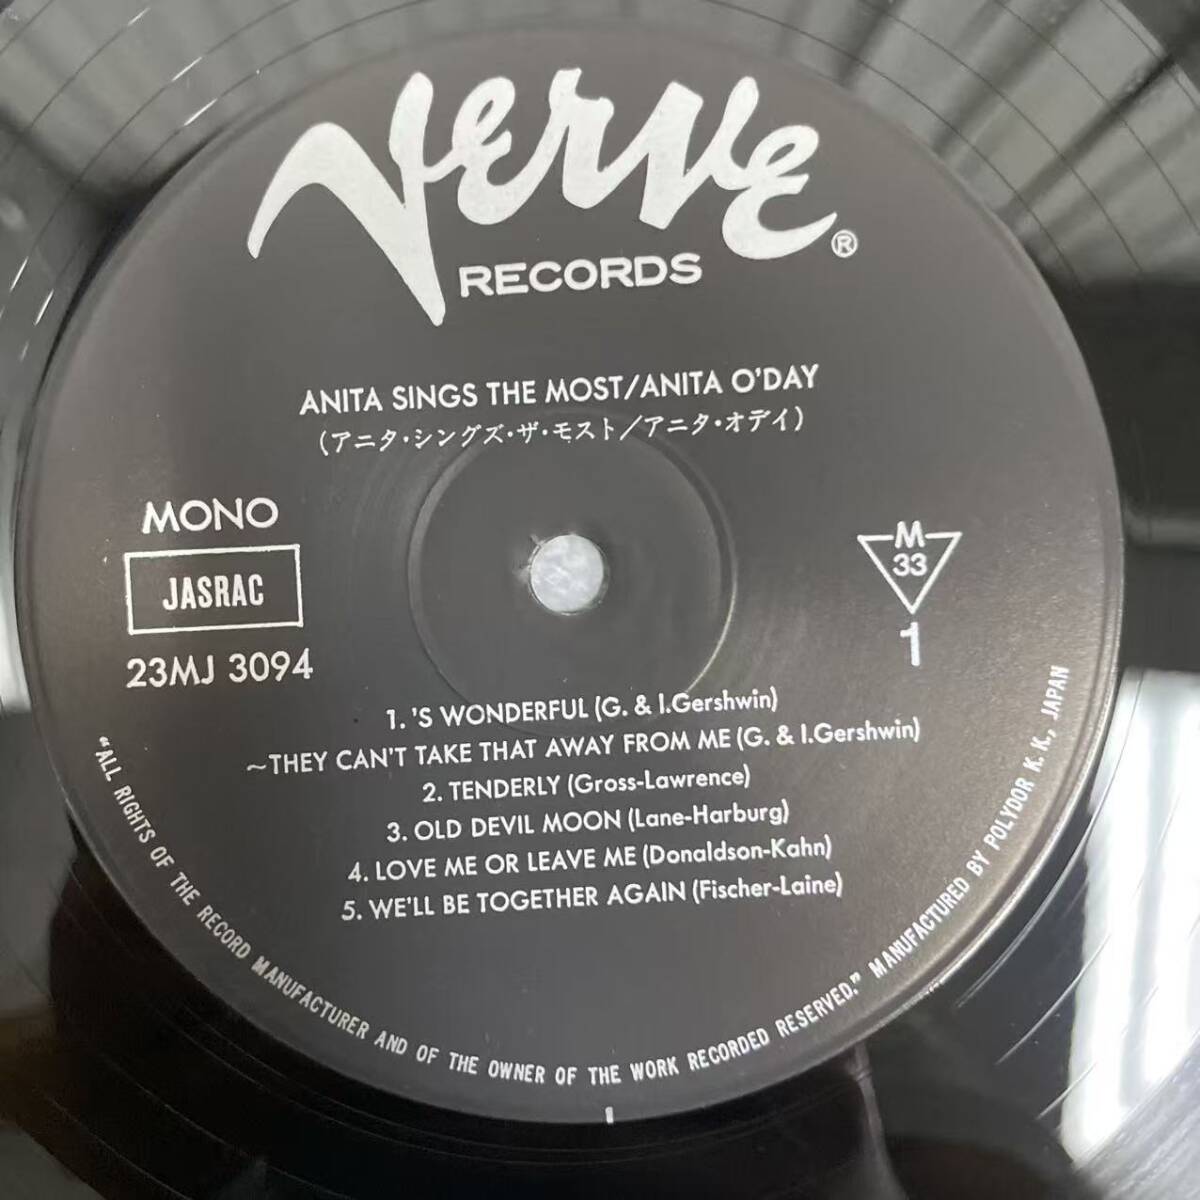 Verve
RECORDS ®
ANITA SINGS THE MOST/ANITA O'DAY
(アニタ・シングズ・ザ・モスト/アニタ・オデイ)
MONO
JASRAC
23MJ 3094
M
33
1
1. 'S WONDERFUL (G. & I.Gershwin)
~THEY CAN'T TAKE THAT AWAY FROM ME (G. & I.Gershwin)
2. TENDERLY (Gross-Lawrence)
3. OLD DEVIL MOON (Lane-Harburg)
4. LOVE ME OR LEAVE ME (Donaldson-Kahn)
5. WE'LL BE TOGETHER AGAIN (Fischer-Laine)
"ALL RIGHTS OF THE RECORD MANUFACTURER AND OF THE OWNER OF THE WORK RECORDED RESERVED." MANUFACTURED BY POLYDOR K.K., JAPAN